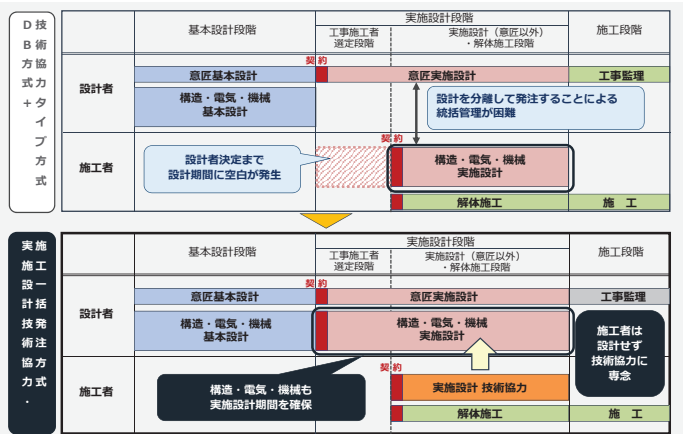 技術協力タイプ方式
DB方式+
基本設計段階
実施設計段階
工事施工者
選定段階
実施設計(意匠以外)
・解体施工段階
施工段階
設計者
契約
意匠基本設計
意匠実施設計
工事監理
構造・電気・機械
基本設計
設計を分離して発注することによる
統括管理が困難
施工者
設計者決定まで
設計期間に空白が発生
契約
構造・電気・機械
実施設計
解体施工
施 工
施工一括発注方式
実施設計技術協力・
基本設計段階
実施設計段階
工事施工者
選定段階
実施設計(意匠以外)
・解体施工段階
施工段階
設計者
契約
意匠基本設計
意匠実施設計
工事監理
構造・電気・機械
基本設計
構造・電気・機械
実施設計
施工者は
設計せず
技術協力に
専念
施工者
構造・電気・機械も
実施設計期間を確保
契約
実施設計 技術協力
解体施工
施 工